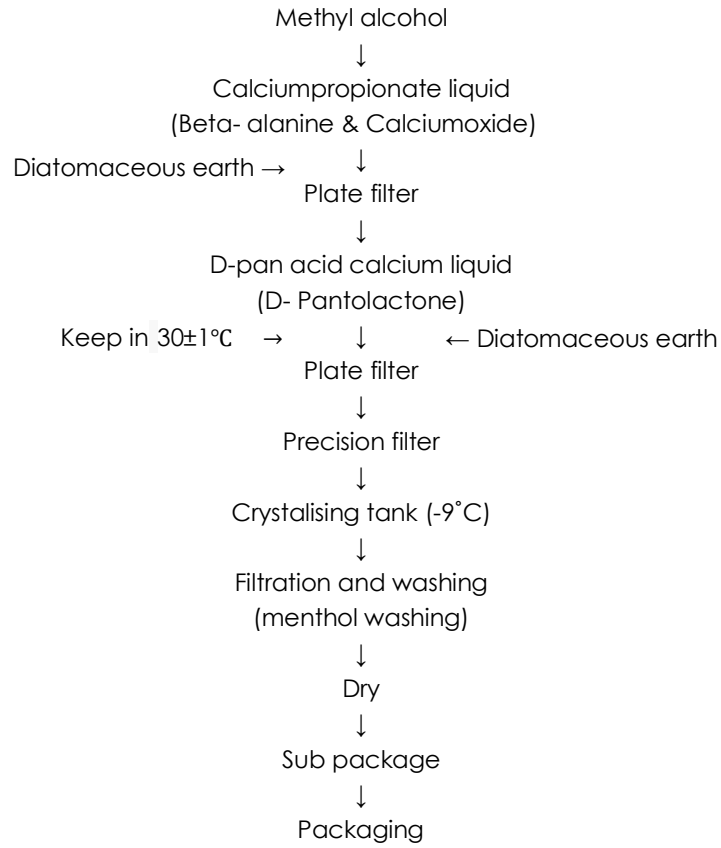 Methyl alcohol
↓
Calciumpropionate liquid
(Beta- alanine & Calciumoxide)
Diatomaceous earth → ↓
Plate filter
↓
D-pan acid calcium liquid
(D- Pantolactone)
Keep in 30±1℃ → ↓ ← Diatomaceous earth
Plate filter
↓
Precision filter
↓
Crystalising tank (-9˚C)
↓
Filtration and washing
(menthol washing)
↓
Dry
↓
Sub package
↓
Packaging